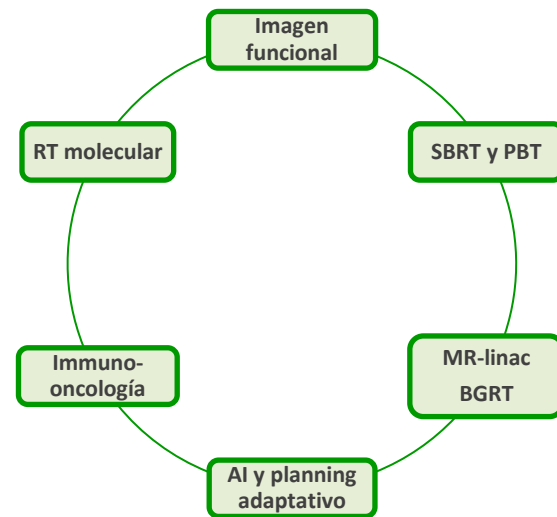 Imagen
funcional
RT molecular
SBRT y PBT
Immuno-
oncología
MR-linac
BGRT
AI y planning
adaptativo